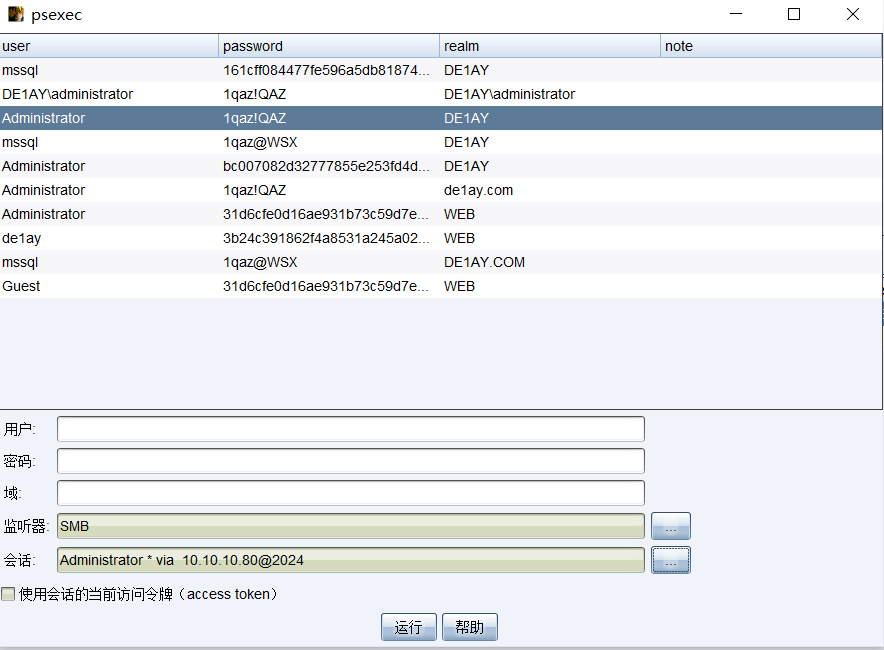 psexec
user password realm note
mssql 161cff084477fe596a5db81874... DE1AY
DE1AY\administrator 1qaz!QAZ DE1AY\administrator
Administrator 1qaz!QAZ DE1AY
mssql 1qaz@WSX DE1AY
Administrator bc007082d32777855e253fd4d... DE1AY
Administrator 1qaz!QAZ de1ay.com
Administrator 31d6cfe0d16ae931b73c59d7e... WEB
de1ay 3b24c391862f4a8531a245a02... WEB
mssql 1qaz@WSX DE1AY.COM
Guest 31d6cfe0d16ae931b73c59d7e... WEB
用户:
密码:
域:
监听器: SMB ...
会话: Administrator * via 10.10.10.80@2024 ...
使用会话的当前访问令牌（access token）
运行 帮助